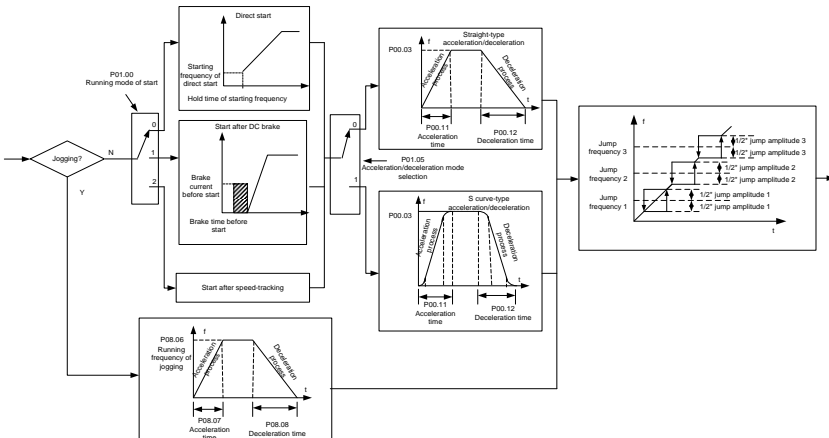 P01.00
Running mode of start
Jogging?
N
Y
0
1
2
Direct start
f
Starting
frequency of
direct start
t
Hold time of starting frequency
Start after DC brake
Brake
current
before start
Brake time before
start
Start after speed-tracking
0
1
P01.05
Acceleration/deceleration mode
selection
Straight-type
acceleration/deceleration
P00.03
f
Acceleration
process
Deceleration
process
t
P00.11
Acceleration
time
P00.12
Deceleration time
S curve-type
acceleration/deceleration
P00.03
f
Acceleration
process
Deceleration
process
t
P00.11
Acceleration
time
P00.12
Deceleration time
P08.06
Running
frequency of
jogging
f
Acceleration
process
Deceleration
process
t
P08.07
Acceleration
time
P08.08
Deceleration time
f
Jump
frequency 3
Jump
frequency 2
Jump
frequency 1
1/2* jump amplitude 3
1/2* jump amplitude 3
1/2* jump amplitude 2
1/2* jump amplitude 2
1/2* jump amplitude 1
1/2* jump amplitude 1
t